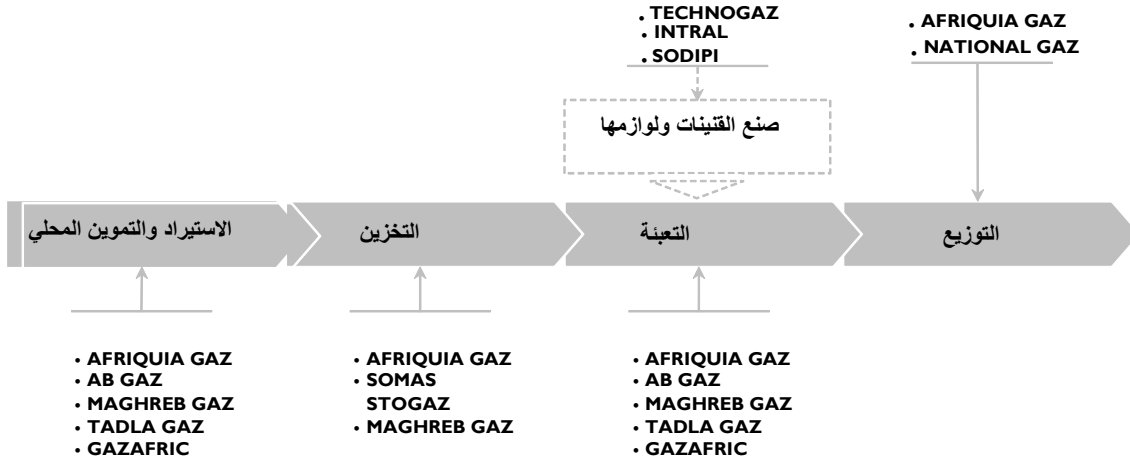 • TECHNOGAZ
• INTRAL
• SODIPI
• AFRIQUIA GAZ
• NATIONAL GAZ
صنع القنينات ولوازمها
الاستيراد والتموين المحلي
التخزين
التعبئة
التوزيع
• AFRIQUIA GAZ
• AB GAZ
• MAGHREB GAZ
• TADLA GAZ
• GAZAFRIC
• AFRIQUIA GAZ
• SOMAS
STOGAZ
• MAGHREB GAZ
• AFRIQUIA GAZ
• AB GAZ
• MAGHREB GAZ
• TADLA GAZ
• GAZAFRIC